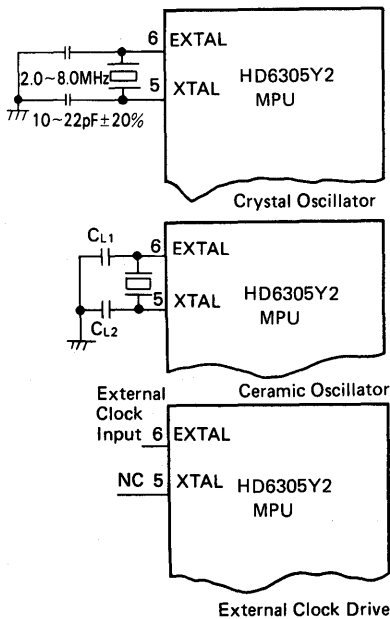 6 EXTAL
2.0~8.0MHz
5 XTAL
HD6305Y2
MPU
10~22pF±20%
Crystal Oscillator
CL1
6 EXTAL
5 XTAL
HD6305Y2
MPU
CL2
Ceramic Oscillator
External
Clock
Input 6 EXTAL
NC 5 XTAL
HD6305Y2
MPU
External Clock Drive